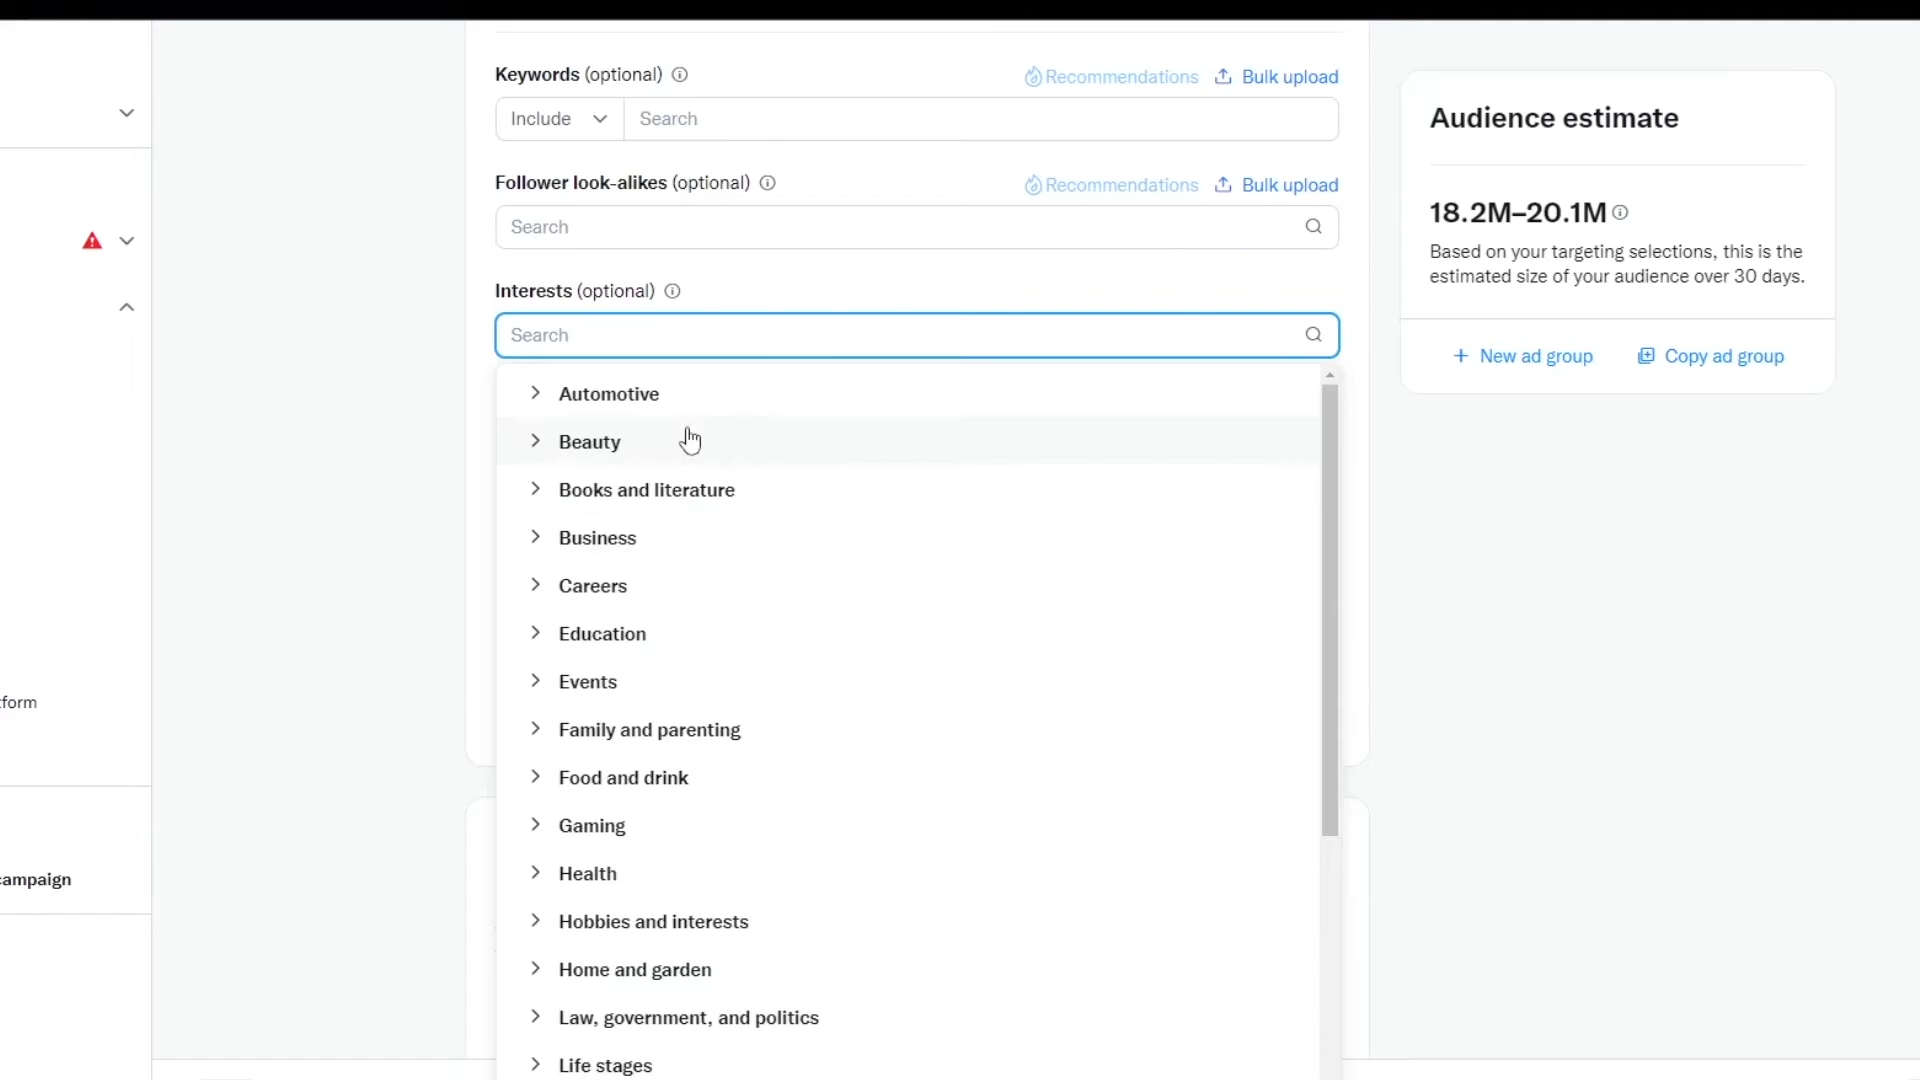 Keywords (optional)
Recommendations
Bulk upload
Include
Search
Follower look-alikes (optional)
Recommendations
Bulk upload
Search
Interests (optional)
Search
Automotive
Beauty
Books and literature
Business
Careers
Education
Events
Family and parenting
Food and drink
Gaming
Health
Hobbies and interests
Home and garden
Law, government, and politics
Life stages
Audience estimate
18.2M–20.1M
Based on your targeting selections, this is the
estimated size of your audience over 30 days.
+ New ad group
Copy ad group
tform
campaign